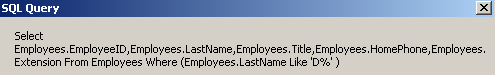 SQL Query
Select
Employees.EmployeeID,Employees.LastName,Employees.Title,Employees.HomePhone,Employees.
Extension From Employees Where (Employees.LastName Like 'D%' )